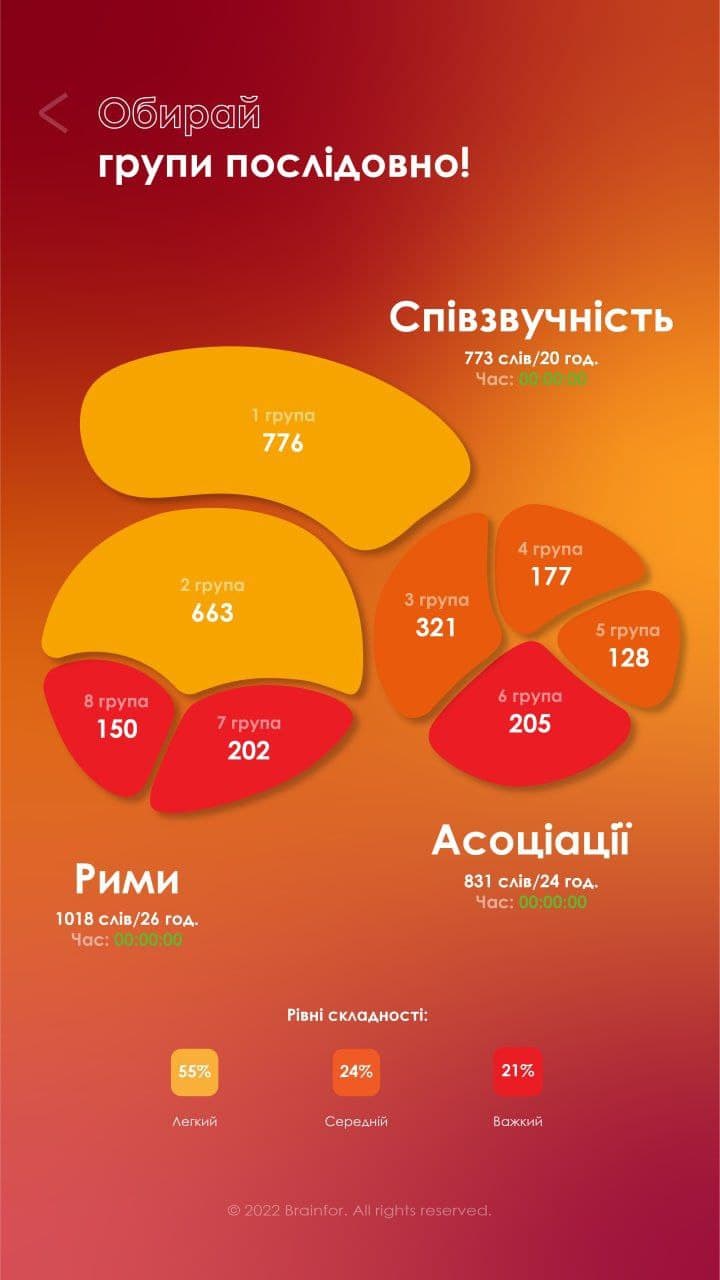 Обирай
групи послідовно!
Співзвучність
773 слів/20 год.
Час: 00:00:00
1 група
776
2 група
663
3 група
321
4 група
177
5 група
128
6 група
205
8 група
150
7 група
202
Асоціації
831 слів/24 год.
Час: 00:00:00
Рими
1018 слів/26 год.
Час: 00:00:00
Рівні складності:
55% 24% 21%
Легкий Середній Важкий
© 2022 Brainfor. All rights reserved.